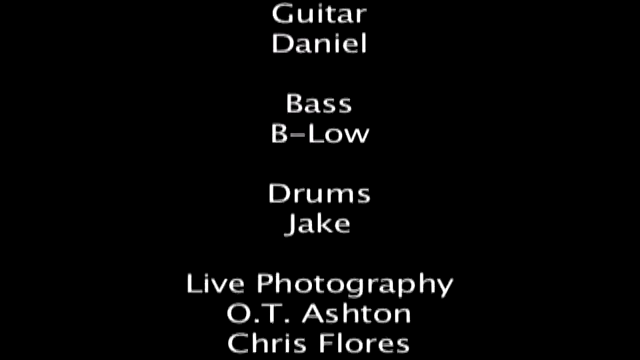 Guitar
Daniel
Bass
B-Low
Drums
Jake
Live Photography
O.T. Ashton
Chris Flores